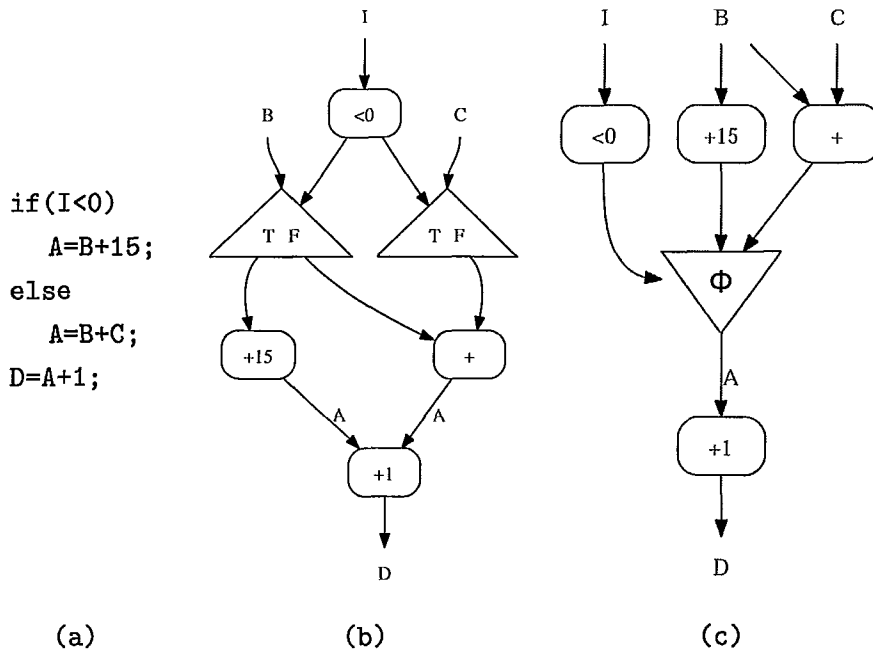 if(I<0)
A=B+15;
else
A=B+C;
D=A+1;
(a)
I
B
<0
C
T F
T F
+15
+
A
A
+1
D
(b)
I
B
C
<0
+15
+
Φ
A
+1
D
(c)